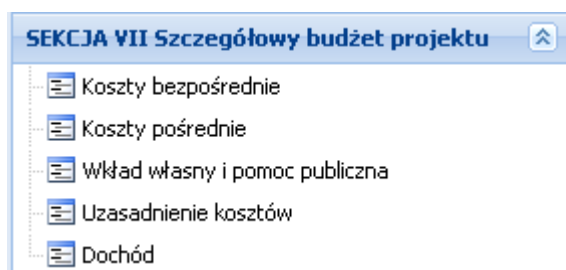 SEKCJA VII Szczegółowy budżet projektu
Koszty bezpośrednie
Koszty pośrednie
Wkład własny i pomoc publiczna
Uzasadnienie kosztów
Dochód